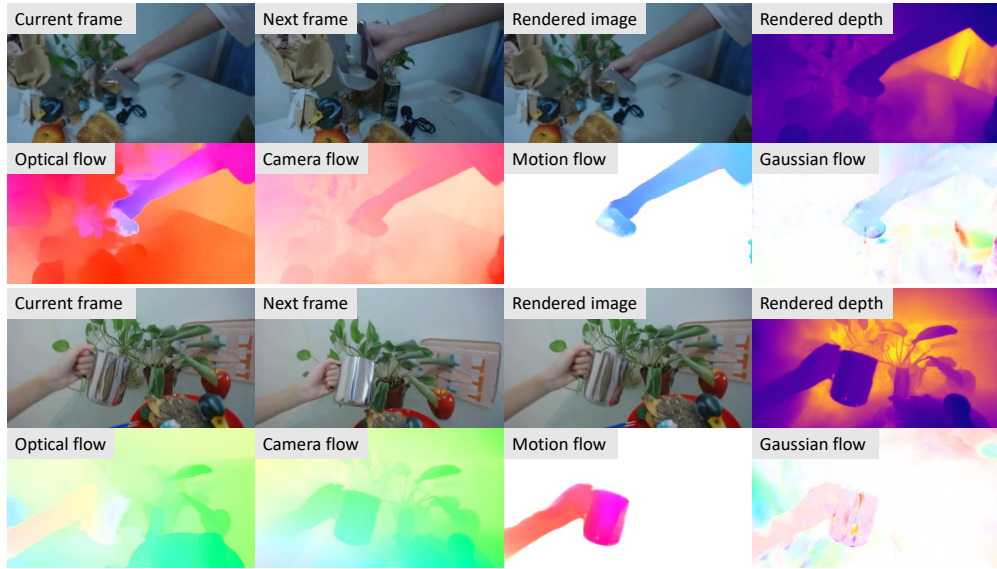 Current frame
Next frame
Rendered image
Rendered depth
Optical flow
Camera flow
Motion flow
Gaussian flow
Current frame
Next frame
Rendered image
Rendered depth
Optical flow
Camera flow
Motion flow
Gaussian flow